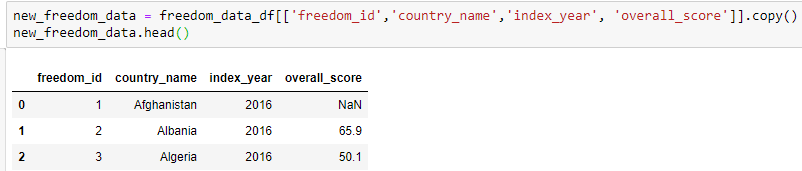 new_freedom_data = freedom_data_df[['freedom_id','country_name','index_year', 'overall_score']].copy()
new_freedom_data.head()
freedom_id country_name index_year overall_score
0 1 Afghanistan 2016 NaN
1 2 Albania 2016 65.9
2 3 Algeria 2016 50.1